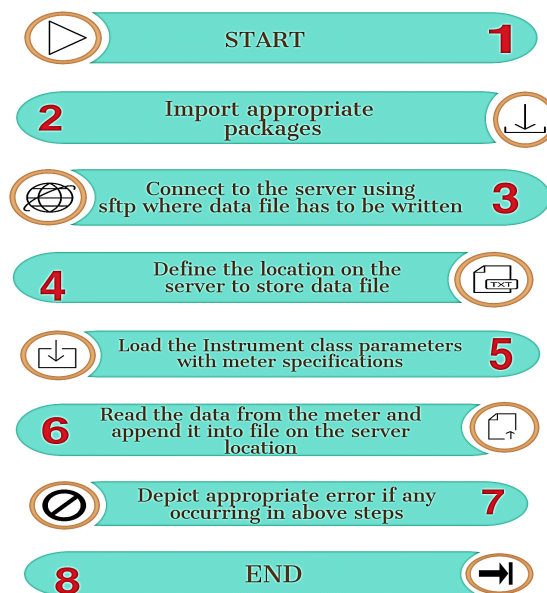 START
1
2
Import appropriate
packages
Connect to the server using
sftp where data file has to be written
3
4
Define the location on the
server to store data file
TXT
Load the Instrument class parameters
with meter specifications
5
6
Read the data from the meter and
append it into file on the server
location
Depict appropriate error if any
occurring in above steps
7
8
END